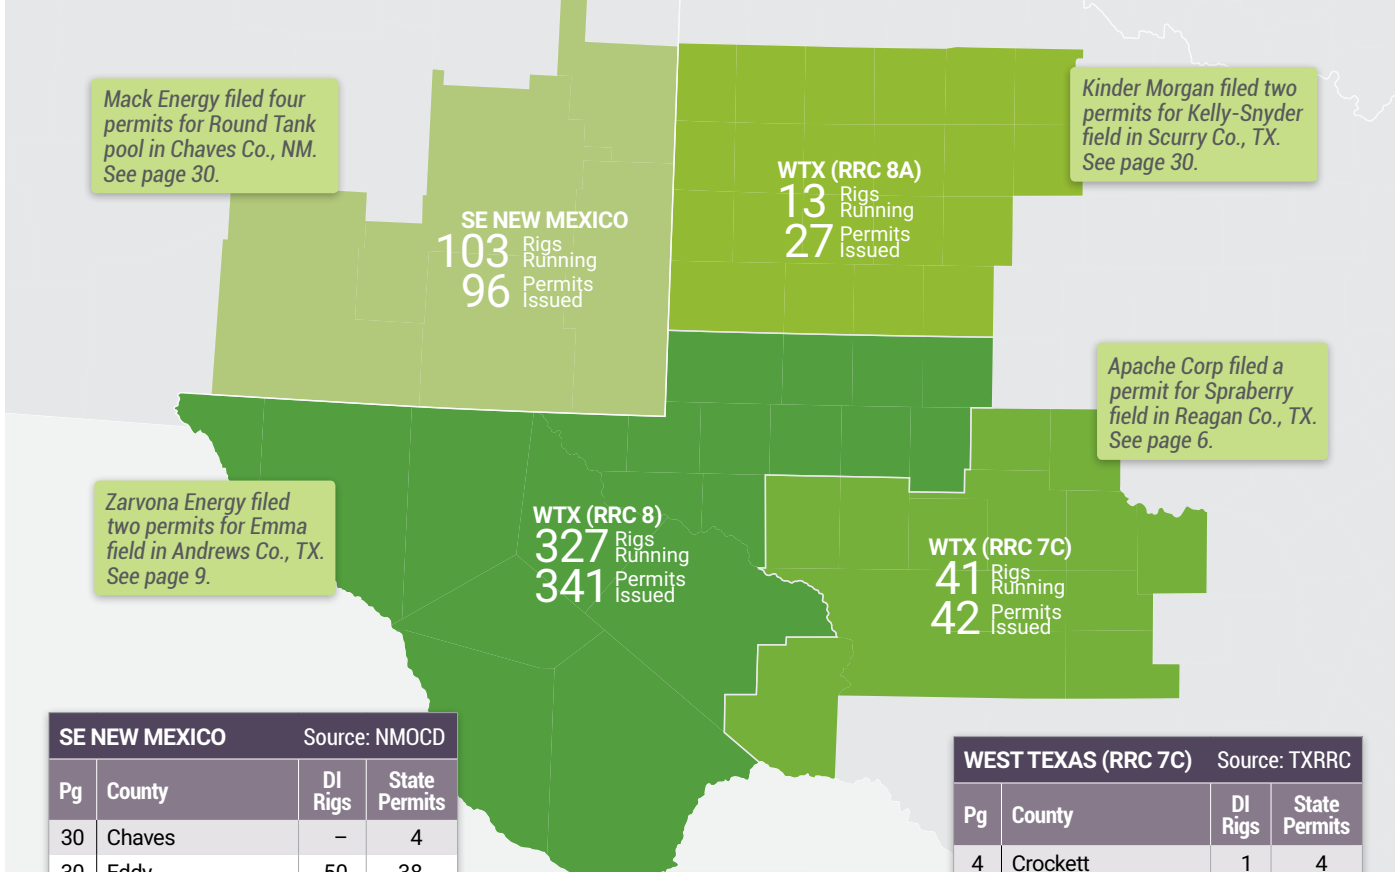 Mack Energy filed four
permits for Round Tank
pool in Chaves Co., NM.
See page 30.
Kinder Morgan filed two
permits for Kelly-Snyder
field in Scurry Co., TX.
See page 30.
WTX (RRC 8A)
13 Rigs Running
27 Permits Issued
SE NEW MEXICO
103 Rigs Running
96 Permits Issued
Apache Corp filed a
permit for Spraberry
field in Reagan Co., TX.
See page 6.
Zarvona Energy filed
two permits for Emma
field in Andrews Co., TX.
See page 9.
WTX (RRC 8)
327 Rigs Running
341 Permits Issued
WTX (RRC 7C)
41 Rigs Running
42 Permits Issued
SE NEW MEXICO Source: NMOCD
Pg County DI Rigs State Permits
30 Chaves – 4
30 Eddy 50 38
WEST TEXAS (RRC 7C) Source: TXRRC
Pg County DI Rigs State Permits
4 Crockett 1 4